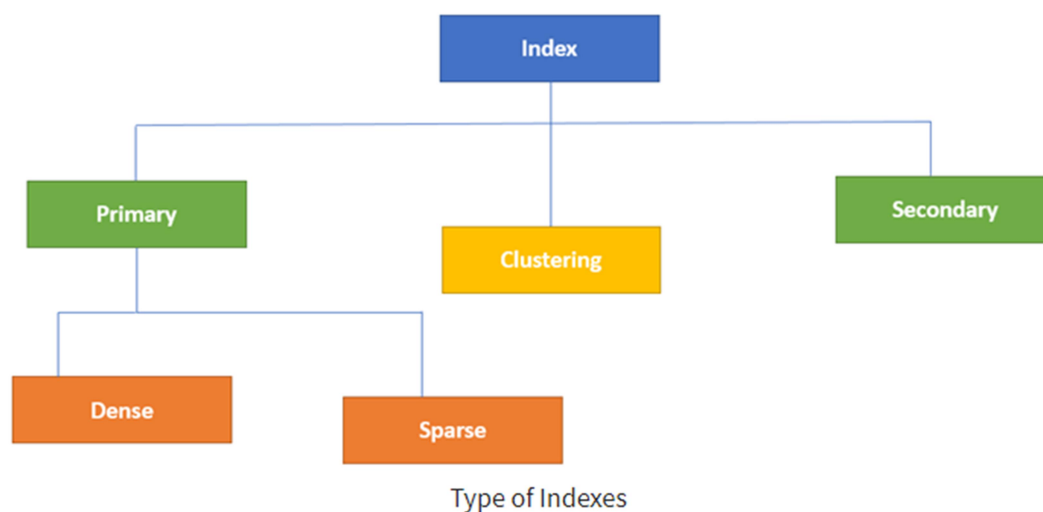 Index
Primary
Secondary
Clustering
Dense
Sparse
Type of Indexes